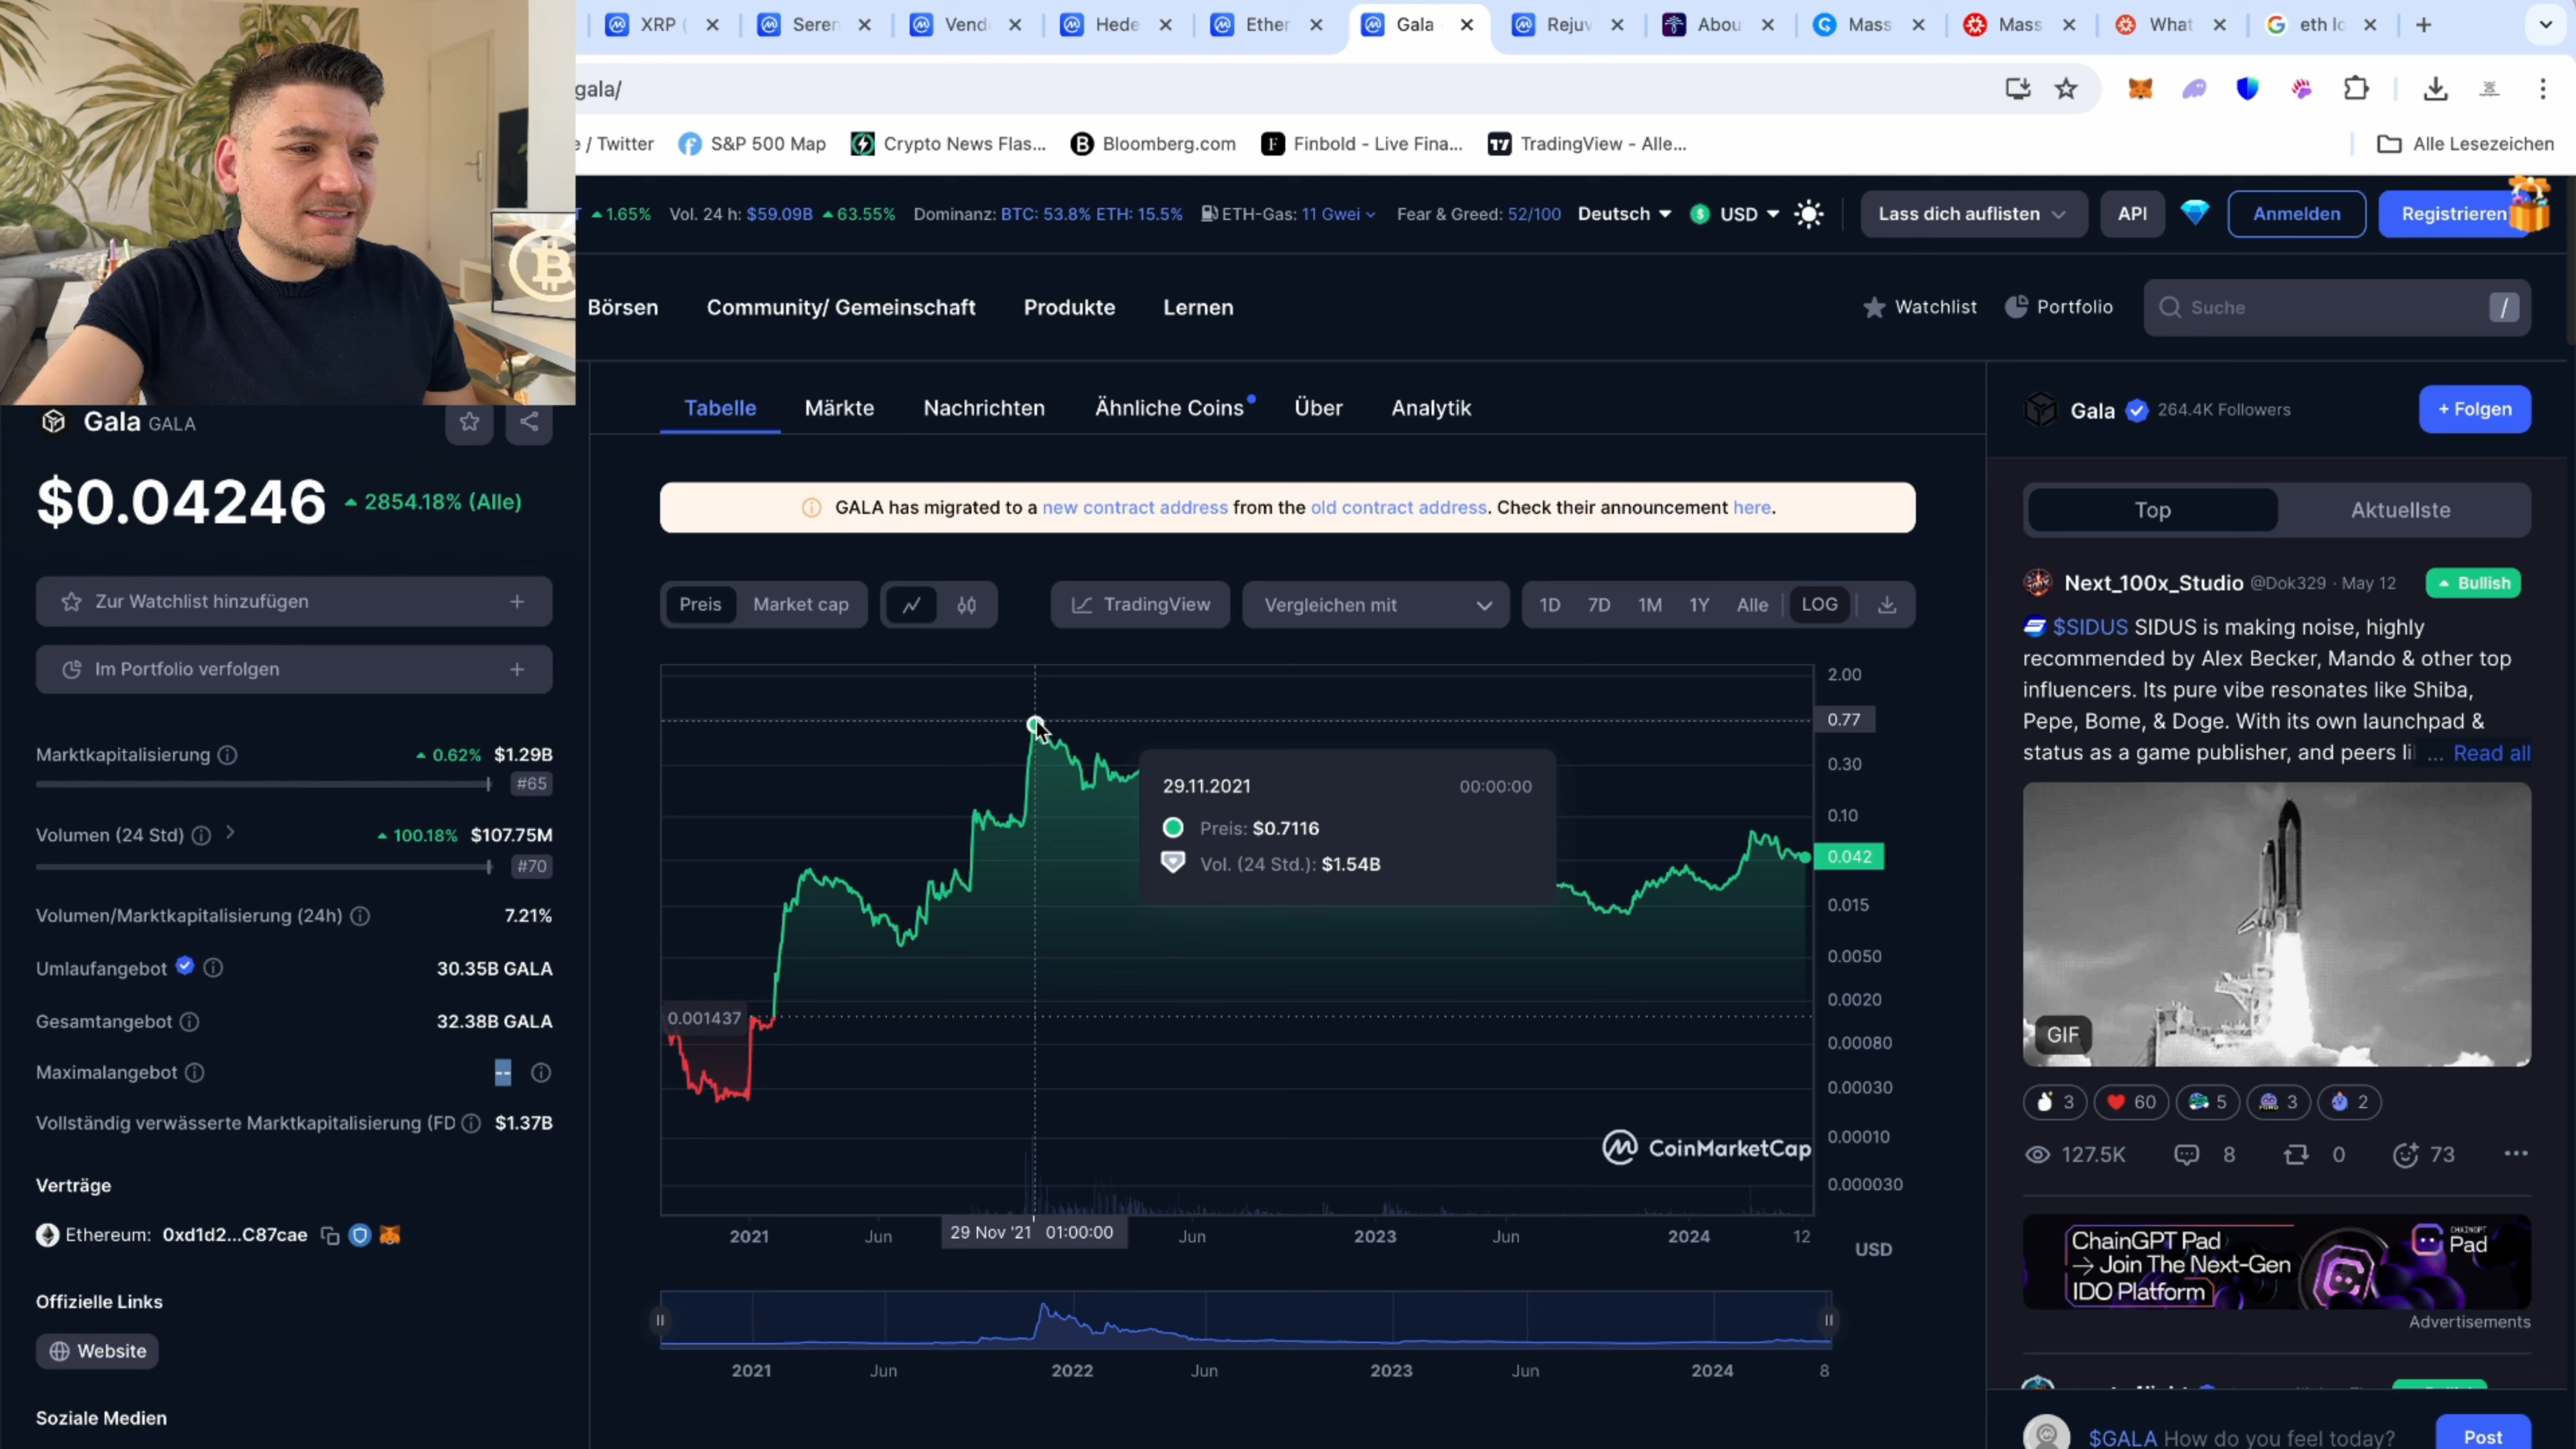 XRP (
Seren
Vend
Hede
Ether
Gala
Rejuv
Abou
Mass
Mass
What
eth lo
gala/
e / Twitter
S&P 500 Map
Crypto News Flas...
Bloomberg.com
Finbold - Live Fina...
TradingView - Alle...
Alle Lesezeichen
1.65% Vol. 24 h: $59.09B 63.55% Dominanz: BTC: 53.8% ETH: 15.5% ETH-Gas: 11 Gwei Fear & Greed: 52/100 Deutsch USD Lass dich auflisten API Anmelden Registrieren
Börsen Community/ Gemeinschaft Produkte Lernen Watchlist Portfolio Suche /
Gala GALA
$0.04246 2854.18% (Alle)
Zur Watchlist hinzufügen +
Im Portfolio verfolgen +
Marktkapitalisierung 0.62% $1.29B
#65
Volumen (24 Std) 100.18% $107.75M
#70
Volumen/Marktkapitalisierung (24h) 7.21%
Umlaufangebot 30.35B GALA
Gesamtangebot 32.38B GALA
Maximalangebot --
Vollständig verwässerte Marktkapitalisierung (FD $1.37B
Verträge
Ethereum: 0xd1d2...C87cae
Offizielle Links
Website
Soziale Medien
Tabelle Märkte Nachrichten Ähnliche Coins Über Analytik
GALA has migrated to a new contract address from the old contract address. Check their announcement here.
Preis Market cap TradingView Vergleichen mit 1D 7D 1M 1Y Alle LOG
2.00
0.77
0.30
0.10
0.042
0.015
0.0050
0.0020
0.00080
0.00030
0.00010
0.000030
29.11.2021 00:00:00
Preis: $0.7116
Vol. (24 Std.): $1.54B
0.001437
CoinMarketCap
2021 Jun 29 Nov '21 01:00:00 Jun 2023 Jun 2024 12
USD
2021 Jun 2022 Jun 2023 Jun 2024 8
Gala 264.4K Followers + Folgen
Top Aktuellste
Next_100x_Studio @Dok329 · May 12 Bullish
$SIDUS SIDUS is making noise, highly
recommended by Alex Becker, Mando & other top
influencers. Its pure vibe resonates like Shiba,
Pepe, Bome, & Doge. With its own launchpad &
status as a game publisher, and peers li ... Read all
GIF
3 60 5 3 2
127.5K 8 0 73
ChainGPT Pad
→ Join The Next-Gen
IDO Platform
CHAINGPT
Pad
Advertisements
$GALA How do you feel today? Post